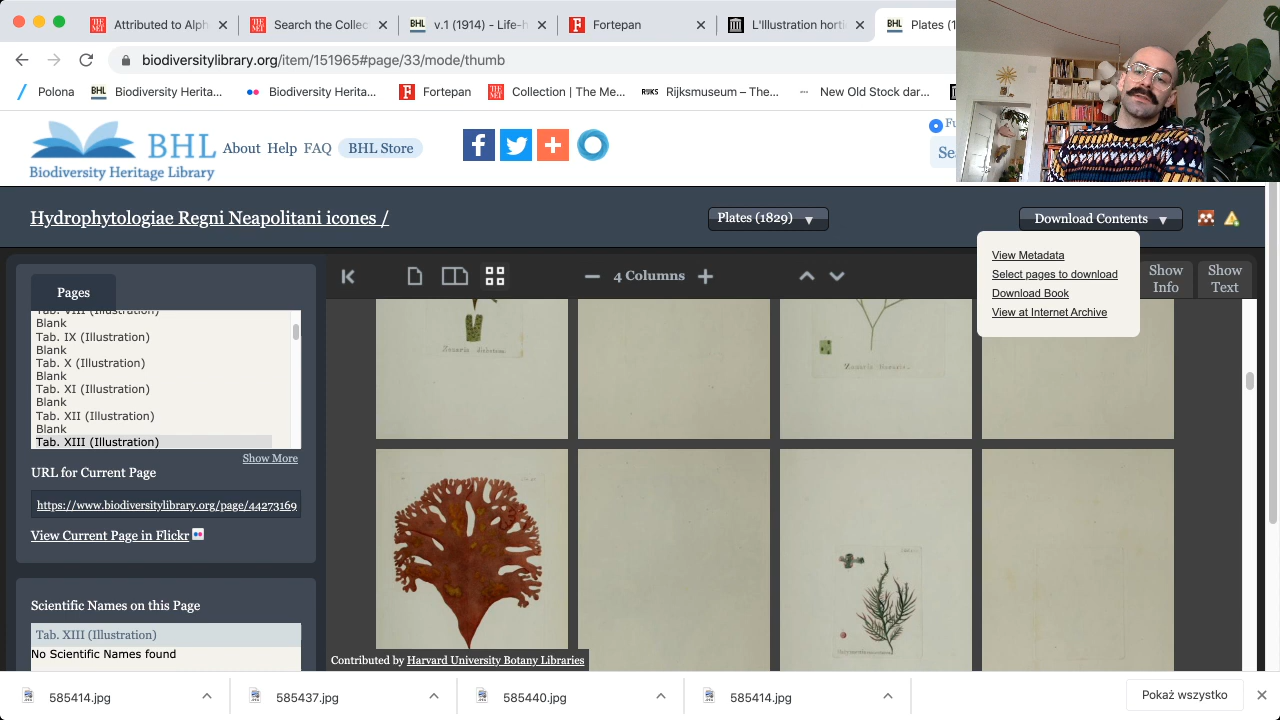 Attributed to Alph
Search the Collec
v.1 (1914) - Life-h
Fortepan
L'Illustration horti
Plates (1
biodiversitylibrary.org/item/151965#page/33/mode/thumb
Polona
BHL
Biodiversity Herita...
Biodiversity Herita...
Fortepan
Collection | The Me...
RIJKS
Rijksmuseum – The...
New Old Stock dar...
BHL
Biodiversity Heritage Library
About
Help
FAQ
BHL Store
Fu
Se
Hydrophytologiae Regni Neapolitani icones /
Plates (1829)
Download Contents
View Metadata
Select pages to download
Download Book
View at Internet Archive
Pages
4 Columns
Show Info
Show Text
Tab. VIII (Illustration)
Blank
Tab. IX (Illustration)
Blank
Tab. X (Illustration)
Blank
Tab. XI (Illustration)
Blank
Tab. XII (Illustration)
Blank
Tab. XIII (Illustration)
Show More
URL for Current Page
https://www.biodiversitylibrary.org/page/44273169
View Current Page in Flickr
Scientific Names on this Page
Tab. XIII (Illustration)
No Scientific Names found
Contributed by Harvard University Botany Libraries
585414.jpg
585437.jpg
585440.jpg
585414.jpg
Pokaż wszystko